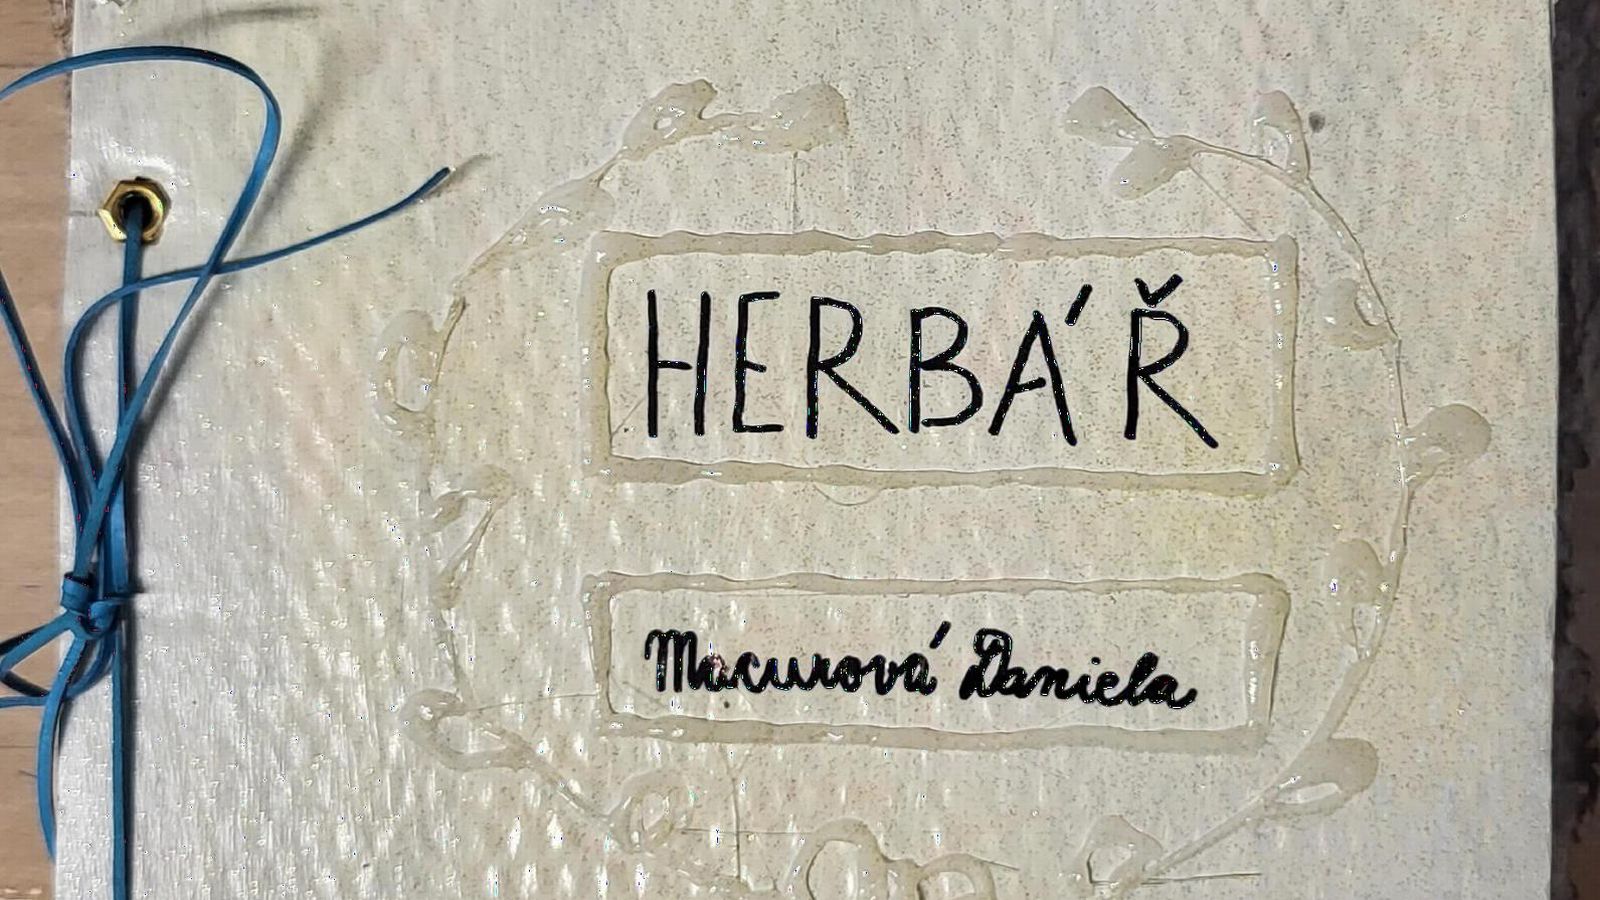 HERBÁŘ
Macurová Daniela